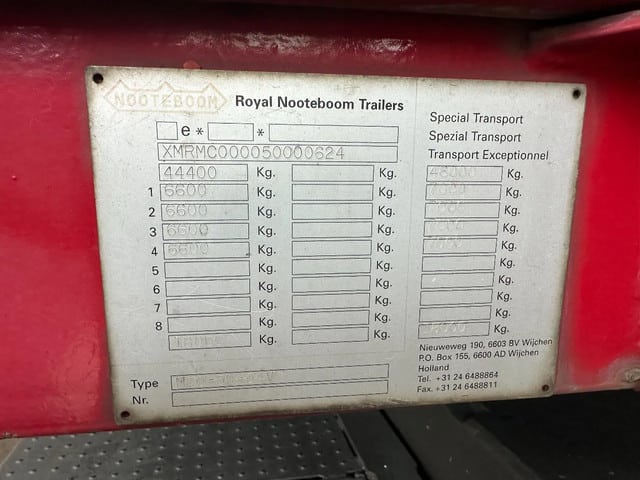 NOOTEBOOM Royal Nooteboom Trailers
Special Transport
Spezial Transport
Transport Exceptionnel
e* *
XMRMC000050000624
44400 Kg. Kg. 48000 Kg.
1 6600 Kg. Kg. Kg.
2 6600 Kg. Kg. Kg.
3 6600 Kg. Kg. Kg.
4 6600 Kg. Kg. Kg.
5 Kg. Kg. Kg.
6 Kg. Kg. Kg.
7 Kg. Kg. Kg.
8 Kg. Kg. Kg.
Kg. Kg. Kg.
Type
Nr.
Nieuweweg 190, 6603 BV Wijchen
P.O. Box 155, 6600 AD Wijchen
Holland
Tel. +31 24 6488864
Fax. +31 24 6488811